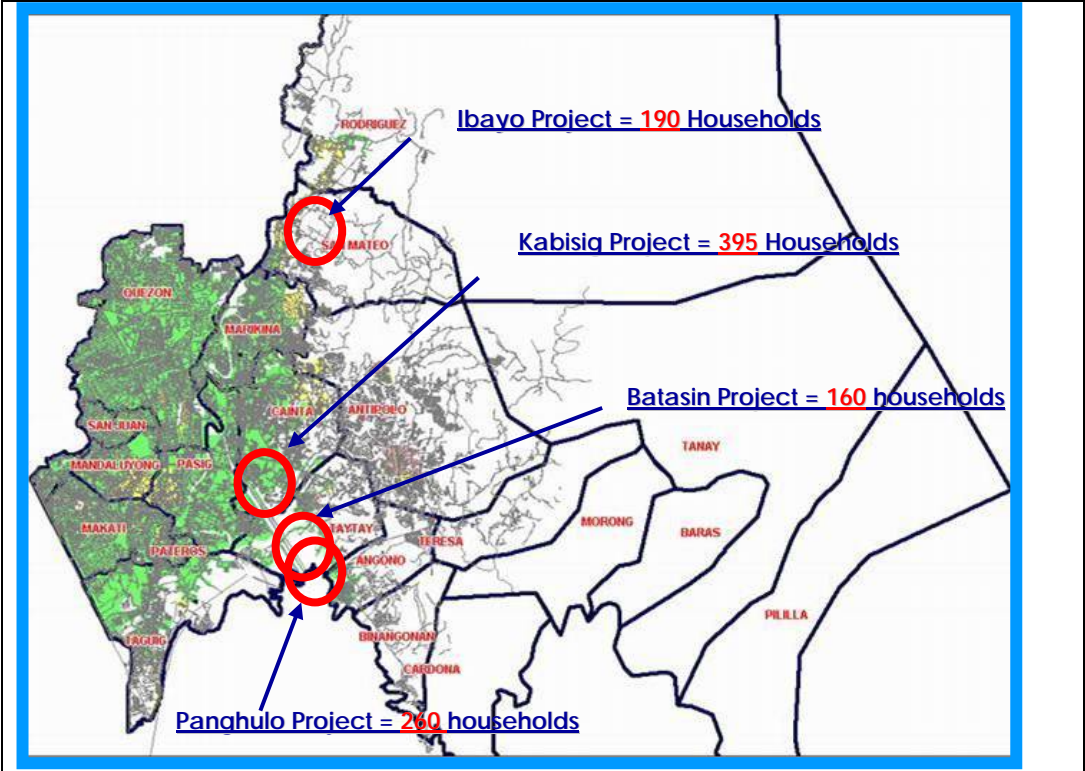 RODRIGUEZ
Ibayo Project = 190 Households
SAN MATEO
Kabisig Project = 395 Households
QUEZON
MARIKINA
CAINTA
ANTIPOLO
Batasin Project = 160 households
SAN JUAN
TANAY
MANDALUYONG
PASIG
MAKATI
TAYTAY
MORONG
BARAS
TERESA
PATEROS
ANGONO
PILILLA
TAGUIG
BINANGONAN
CARDONA
Panghulo Project = 260 households